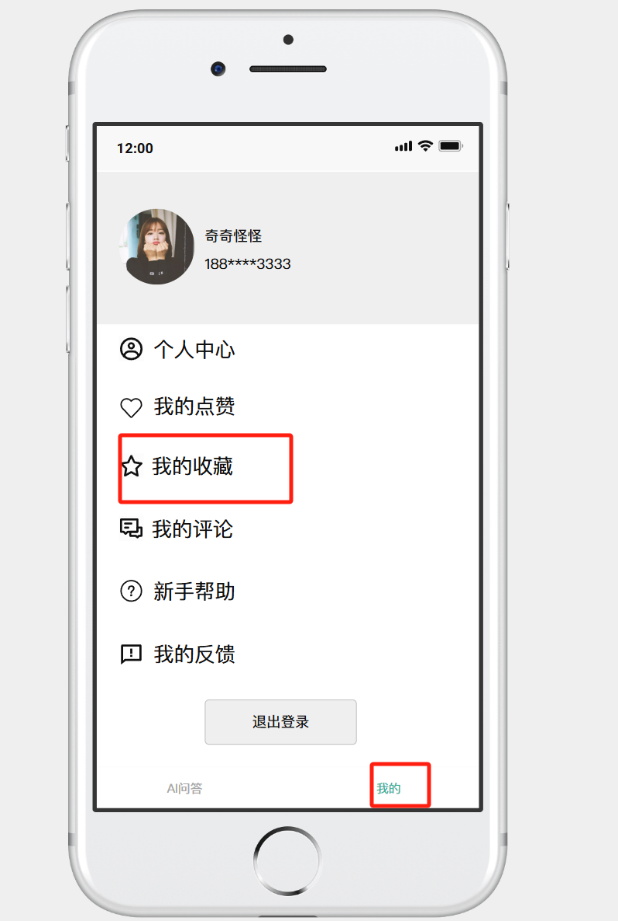 12:00
奇奇怪怪
188****3333
个人中心
我的点赞
我的收藏
我的评论
新手帮助
我的反馈
退出登录
AI问答
我的